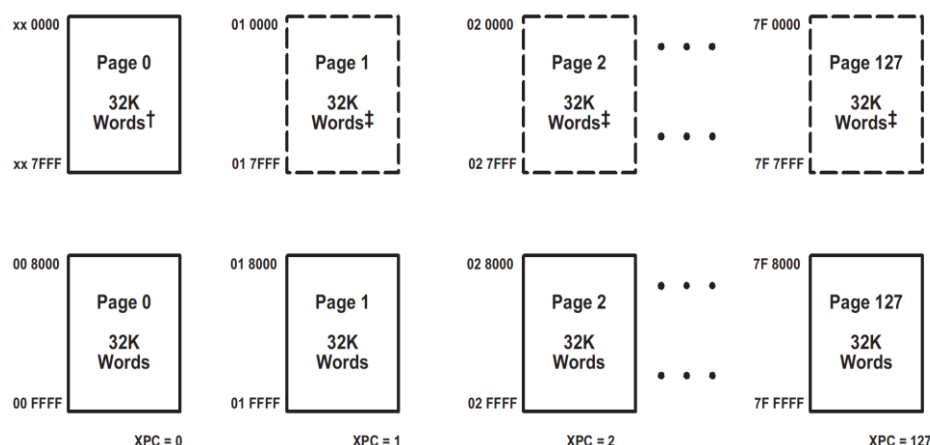 xx 0000
Page 0
32K
Words†
xx 7FFF
01 0000
Page 1
32K
Words‡
01 7FFF
02 0000
Page 2
32K
Words‡
02 7FFF
7F 0000
Page 127
32K
Words‡
7F 7FFF
00 8000
Page 0
32K
Words
00 FFFF
XPC = 0
01 8000
Page 1
32K
Words
01 FFFF
XPC = 1
02 8000
Page 2
32K
Words
02 FFFF
XPC = 2
7F 8000
Page 127
32K
Words
7F FFFF
XPC = 127